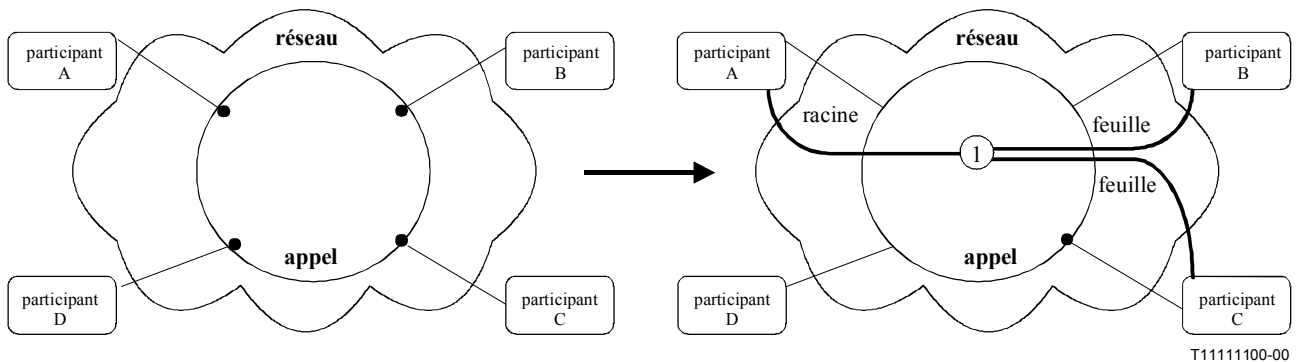 réseau
participant
A
participant
B
appel
participant
D
participant
C
réseau
participant
A
participant
B
racine
feuille
1
feuille
appel
participant
D
participant
C
T11111100-00